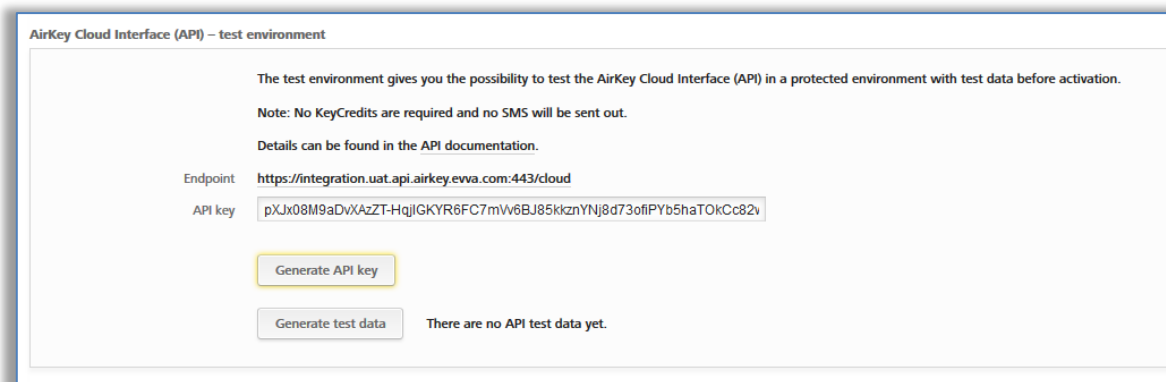 AirKey Cloud Interface (API) – test environment
The test environment gives you the possibility to test the AirKey Cloud Interface (API) in a protected environment with test data before activation.
Note: No KeyCredits are required and no SMS will be sent out.
Details can be found in the API documentation.
Endpoint https://integration.uat.api.airkey.evva.com:443/cloud
API key
Generate API key
Generate test data There are no API test data yet.